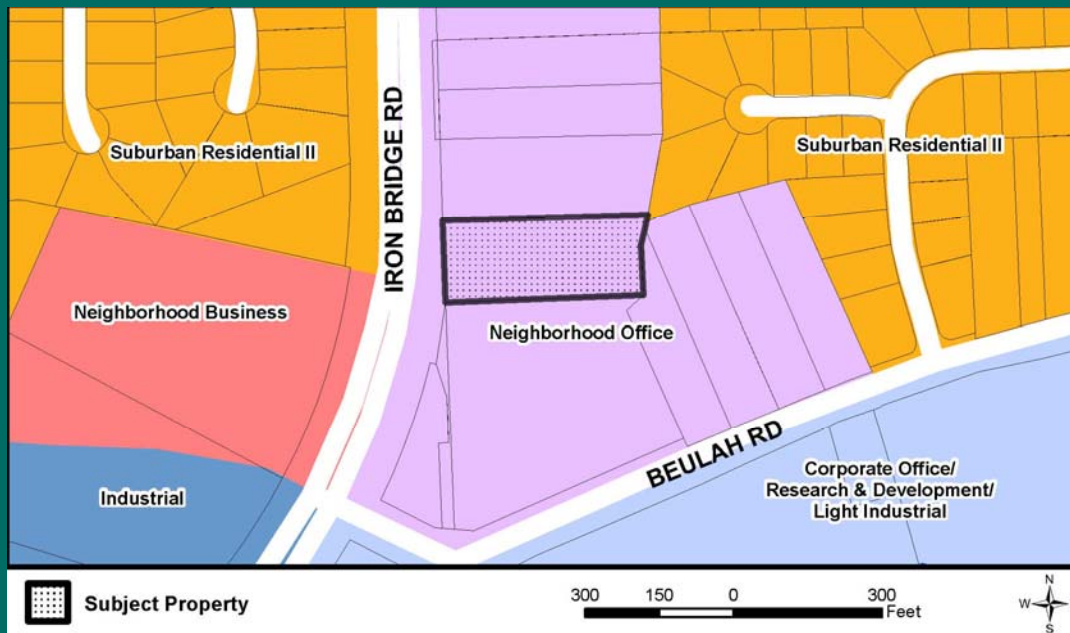 Suburban Residential II
IRON BRIDGE RD
Suburban Residential II
Neighborhood Business
Neighborhood Office
Industrial
BEULAH RD
Corporate Office/
Research & Development/
Light Industrial
Subject Property
300 150 0 300
Feet
N
W
S